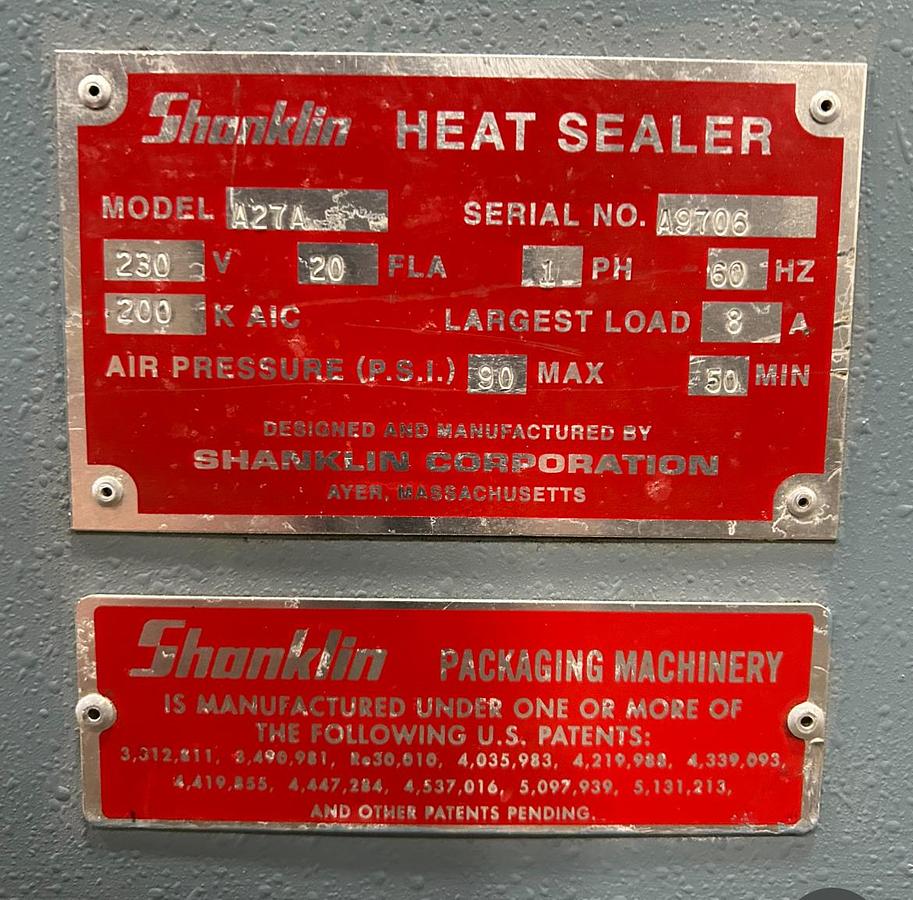 Shanklin HEAT SEALER
MODEL A27A SERIAL NO. A9706
230 V 20 FLA 1 PH 60 HZ
200 K AIC LARGEST LOAD 8 A
AIR PRESSURE (P.S.I.) 90 MAX 50 MIN
DESIGNED AND MANUFACTURED BY
SHANKLIN CORPORATION
AYER, MASSACHUSETTS
Shanklin PACKAGING MACHINERY
IS MANUFACTURED UNDER ONE OR MORE OF
THE FOLLOWING U.S. PATENTS:
3,312,811, 3,490,981, Re30,010, 4,035,983, 4,219,988, 4,339,093,
4,419,855, 4,447,284, 4,537,016, 5,097,939, 5,131,213,
AND OTHER PATENTS PENDING.